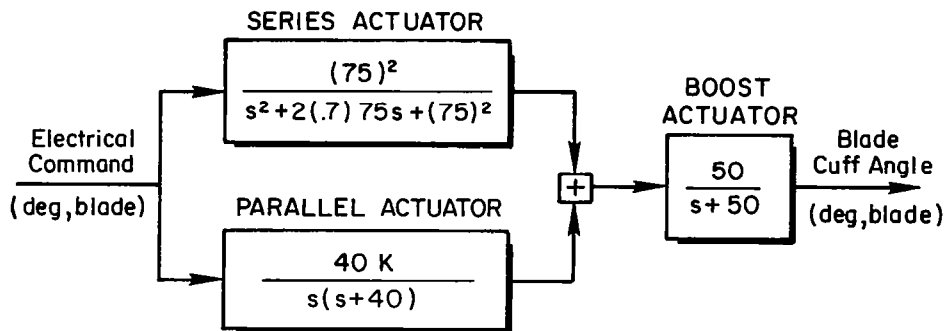 SERIES ACTUATOR
(75)²
s²+2(.7) 75s+(75)²
Electrical
Command
(deg,blade)
PARALLEL ACTUATOR
40 K
s(s+40)
+
BOOST
ACTUATOR
50
s+50
Blade
Cuff Angle
(deg,blade)